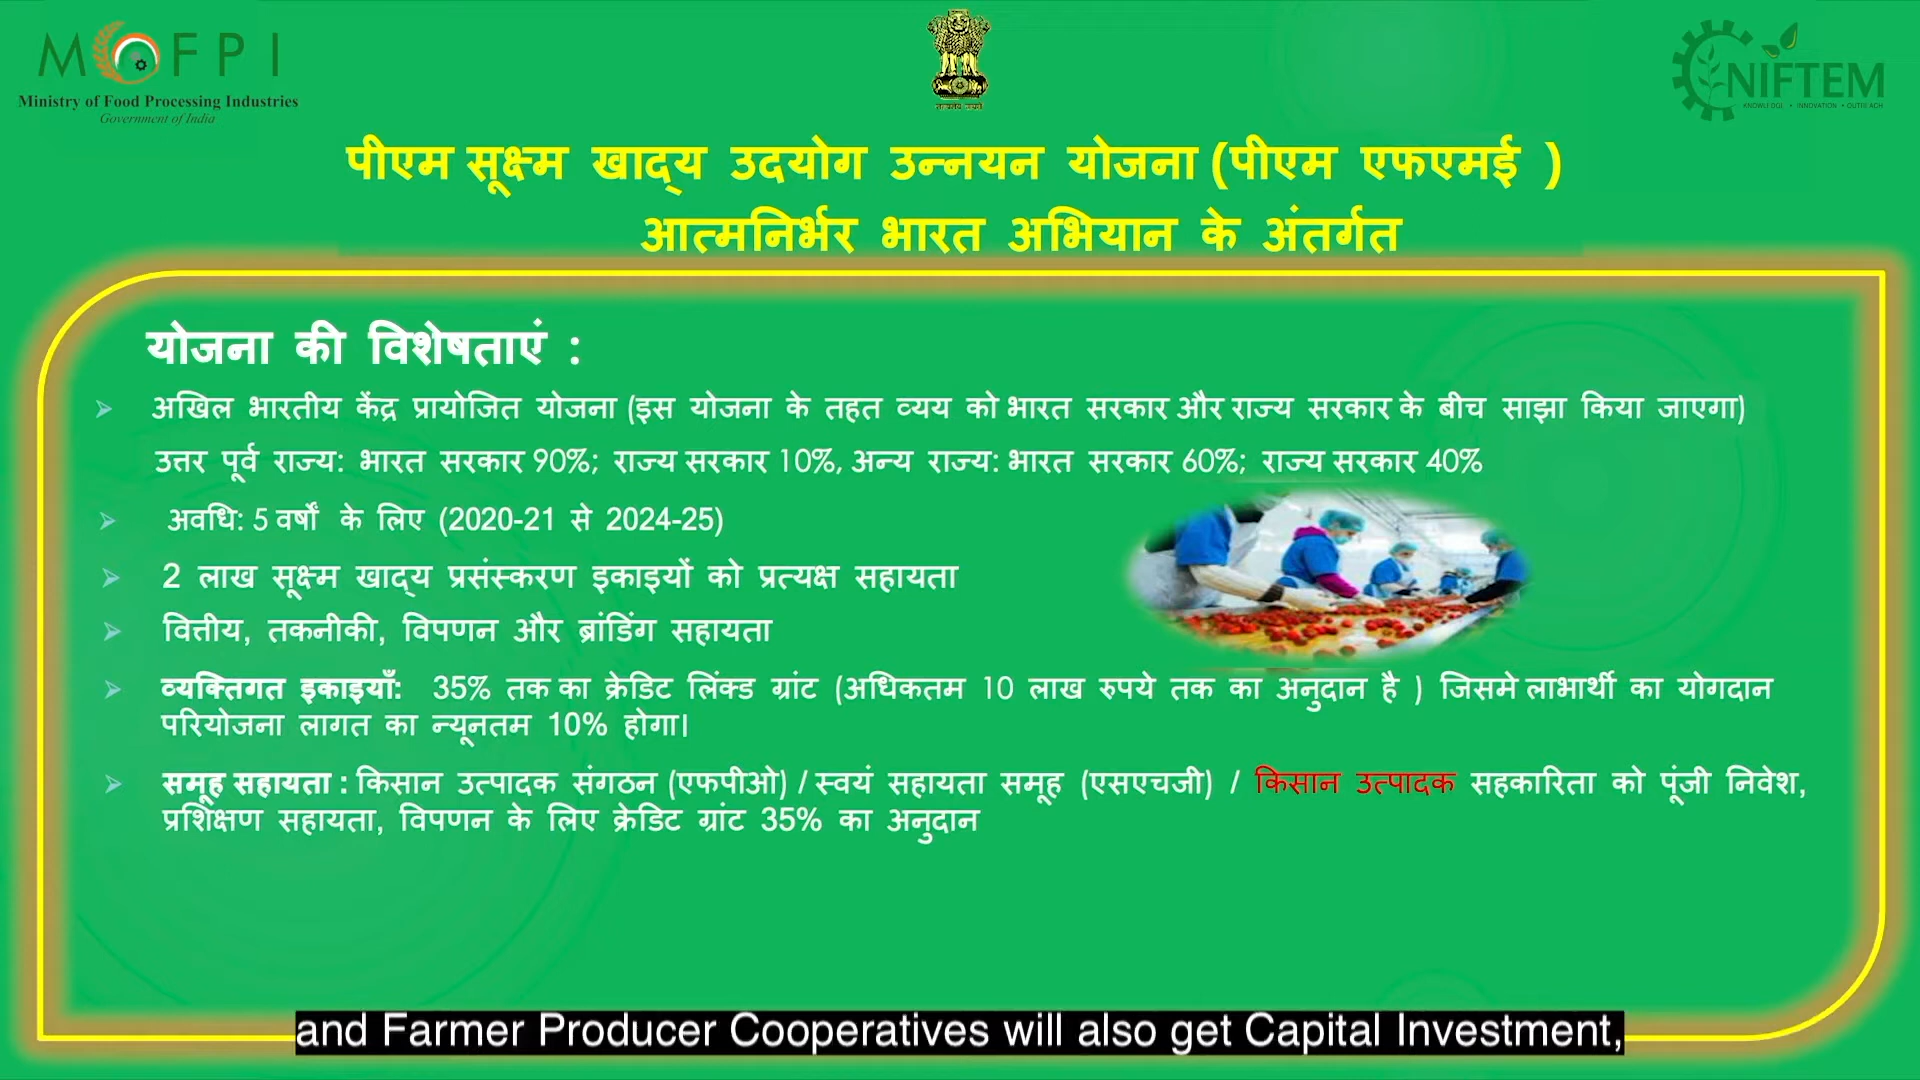 MOFPI
Ministry of Food Processing Industries
Government of India
NIFTEM
KNOWLEDGE • INNOVATION • OUTREACH
पीएम सूक्ष्म खाद्य उदयोग उन्नयन योजना (पीएम एफएमई )
आत्मनिर्भर भारत अभियान के अंतर्गत
योजना की विशेषताएं :
➢ अखिल भारतीय केंद्र प्रायोजित योजना (इस योजना के तहत व्यय को भारत सरकार और राज्य सरकार के बीच साझा किया जाएगा)
उत्तर पूर्व राज्य: भारत सरकार 90%; राज्य सरकार 10%, अन्य राज्य: भारत सरकार 60%; राज्य सरकार 40%
➢ अवधि: 5 वर्षों के लिए (2020-21 से 2024-25)
➢ 2 लाख सूक्ष्म खाद्य प्रसंस्करण इकाइयों को प्रत्यक्ष सहायता
➢ वित्तीय, तकनीकी, विपणन और ब्रांडिंग सहायता
➢ व्यक्तिगत इकाइयाँ: 35% तक का क्रेडिट लिंक्ड ग्रांट (अधिकतम 10 लाख रुपये तक का अनुदान है ) जिसमे लाभार्थी का योगदान
परियोजना लागत का न्यूनतम 10% होगा।
➢ समूह सहायता : किसान उत्पादक संगठन (एफपीओ) / स्वयं सहायता समूह (एसएचजी) / किसान उत्पादक सहकारिता को पूंजी निवेश,
प्रशिक्षण सहायता, विपणन के लिए क्रेडिट ग्रांट 35% का अनुदान
and Farmer Producer Cooperatives will also get Capital Investment,